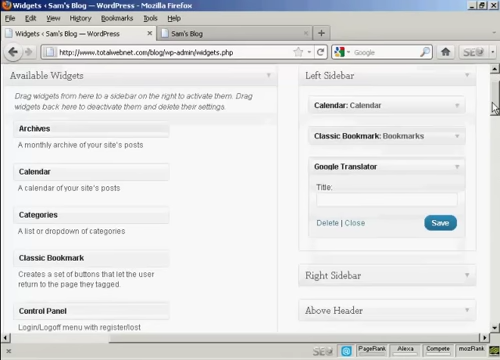 Widgets ‹ Sam's Blog — WordPress - Mozilla Firefox
File Edit View History Bookmarks Tools Help
Widgets ‹ Sam's Blog — WordPress × Sam's Blog × +
http://www.totalwebnet.com/blog/wp-admin/widgets.php
Google
SEO
Available Widgets
Drag widgets from here to a sidebar on the right to activate them. Drag
widgets back here to deactivate them and delete their settings.
Archives
A monthly archive of your site's posts
Calendar
A calendar of your site's posts
Categories
A list or dropdown of categories
Classic Bookmark
Creates a set of buttons that let the user
return to the page they tagged.
Control Panel
Login/Logoff menu with register/lost
Left Sidebar
Calendar: Calendar
Classic Bookmark: Bookmarks
Google Translator
Title:
Delete | Close
Save
Right Sidebar
Above Header
SEO PageRank Alexa Compete mozRank